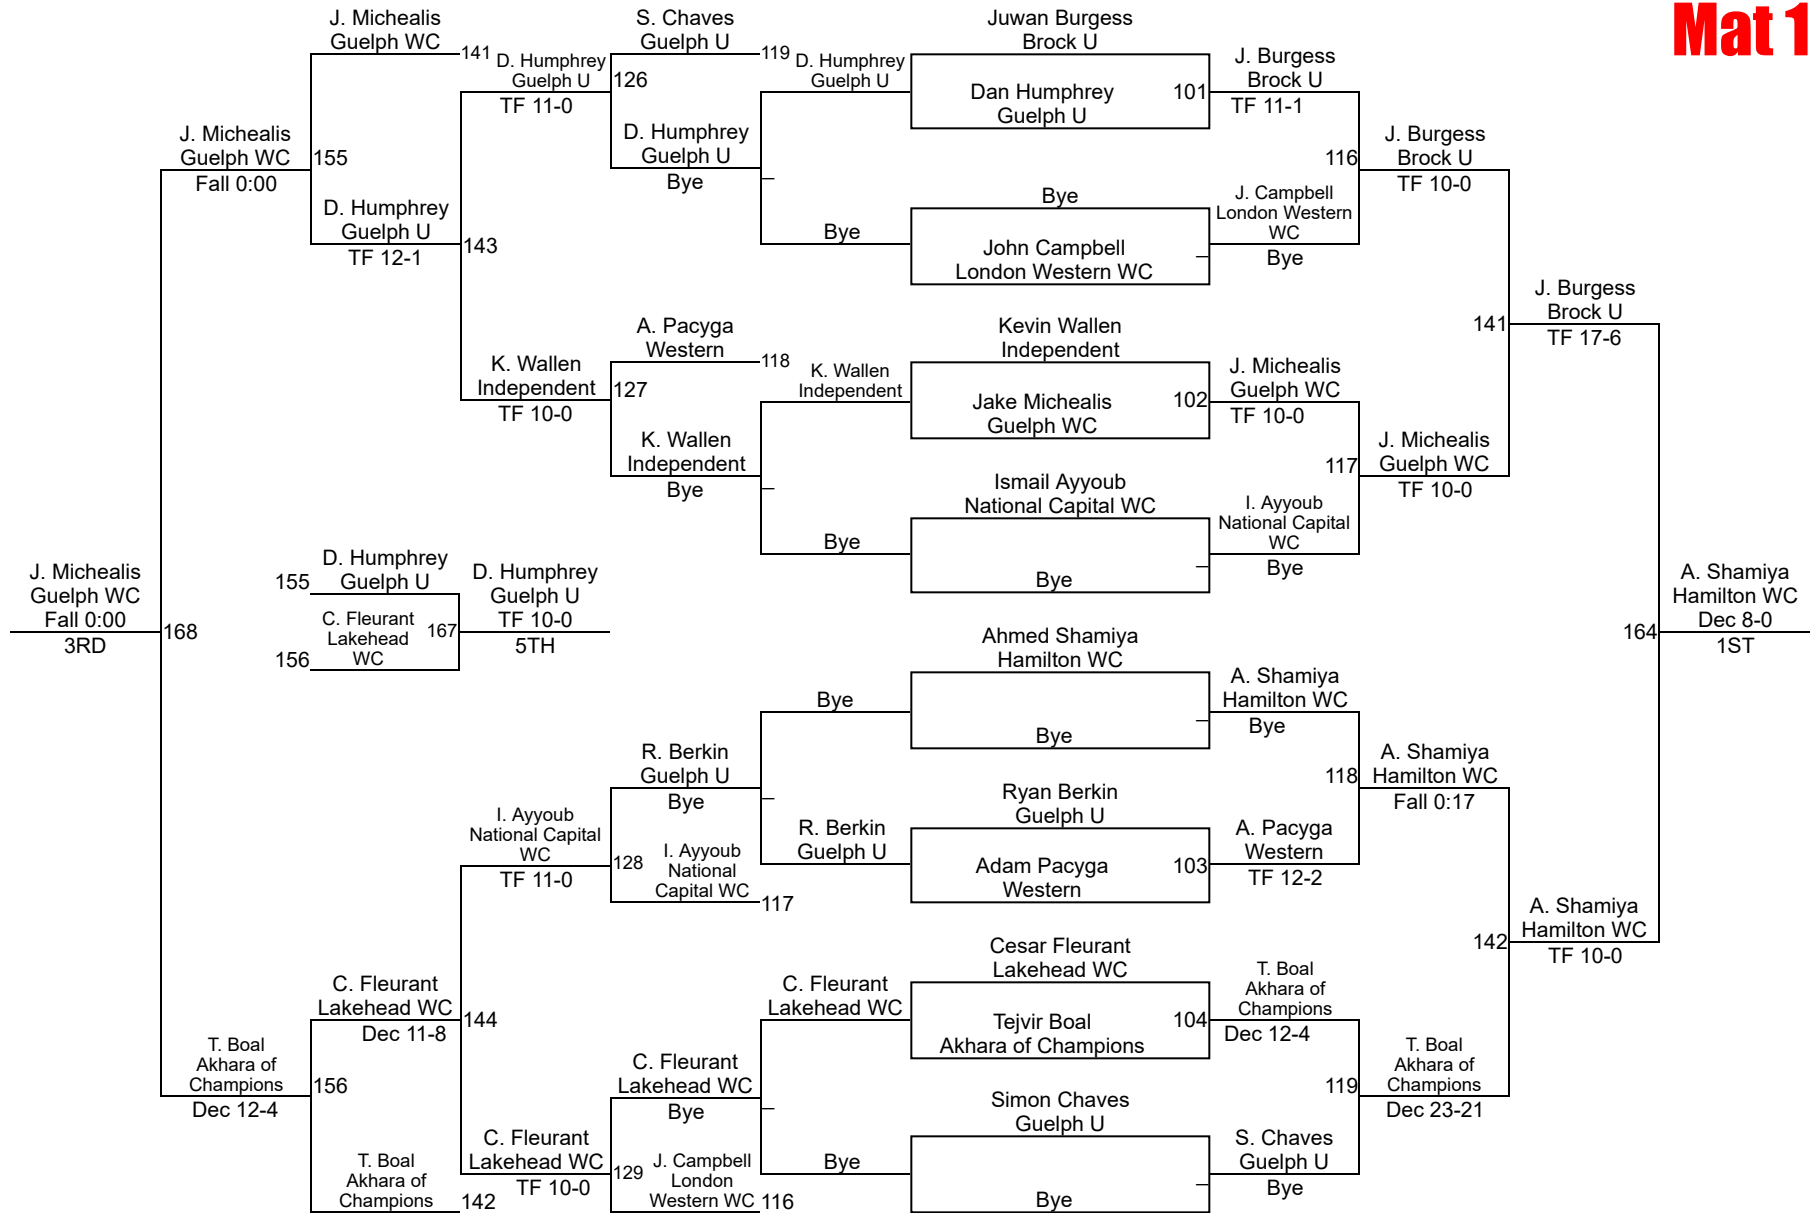 Mat 1
J. Michealis
Guelph WC
141
J. Michealis
Guelph WC
155
Fall 0:00
D. Humphrey
Guelph U
TF 12-1
143
D. Humphrey
Guelph U
TF 11-0
S. Chaves
Guelph U
119
126
D. Humphrey
Guelph U
Bye
_
D. Humphrey
Guelph U
Bye
Juwan Burgess
Brock U
Dan Humphrey
Guelph U
101
Bye
John Campbell
London Western WC
_
J. Burgess
Brock U
TF 11-1
116
J. Campbell
London Western
WC
Bye
J. Burgess
Brock U
TF 10-0
K. Wallen
Independent
TF 10-0
A. Pacyga
Western
118
127
K. Wallen
Independent
Bye
_
K. Wallen
Independent
Bye
Kevin Wallen
Independent
Jake Michealis
Guelph WC
102
Ismail Ayyoub
National Capital WC
Bye
_
J. Michealis
Guelph WC
TF 10-0
117
I. Ayyoub
National Capital
WC
Bye
J. Michealis
Guelph WC
TF 10-0
141
J. Burgess
Brock U
TF 17-6
J. Michealis
Guelph WC
Fall 0:00
3RD
168
155
D. Humphrey
Guelph U
C. Fleurant
Lakehead
WC
156
167
D. Humphrey
Guelph U
TF 10-0
5TH
164
A. Shamiya
Hamilton WC
Dec 8-0
1ST
Ahmed Shamiya
Hamilton WC
Bye
_
Bye
A. Shamiya
Hamilton WC
Bye
R. Berkin
Guelph U
Bye
_
R. Berkin
Guelph U
Ryan Berkin
Guelph U
Adam Pacyga
Western
103
A. Pacyga
Western
TF 12-2
118
A. Shamiya
Hamilton WC
Fall 0:17
I. Ayyoub
National Capital
WC
TF 11-0
128
I. Ayyoub
National
Capital WC
117
142
A. Shamiya
Hamilton WC
TF 10-0
C. Fleurant
Lakehead WC
Dec 11-8
144
C. Fleurant
Lakehead WC
Cesar Fleurant
Lakehead WC
Tejvir Boal
Akhara of Champions
104
T. Boal
Akhara of
Champions
Dec 12-4
T. Boal
Akhara of
Champions
Dec 12-4
156
C. Fleurant
Lakehead WC
Bye
_
Simon Chaves
Guelph U
Bye
_
119
T. Boal
Akhara of
Champions
Dec 23-21
T. Boal
Akhara of
Champions
142
C. Fleurant
Lakehead WC
TF 10-0
129
J. Campbell
London
Western WC
116
Bye
S. Chaves
Guelph U
Bye